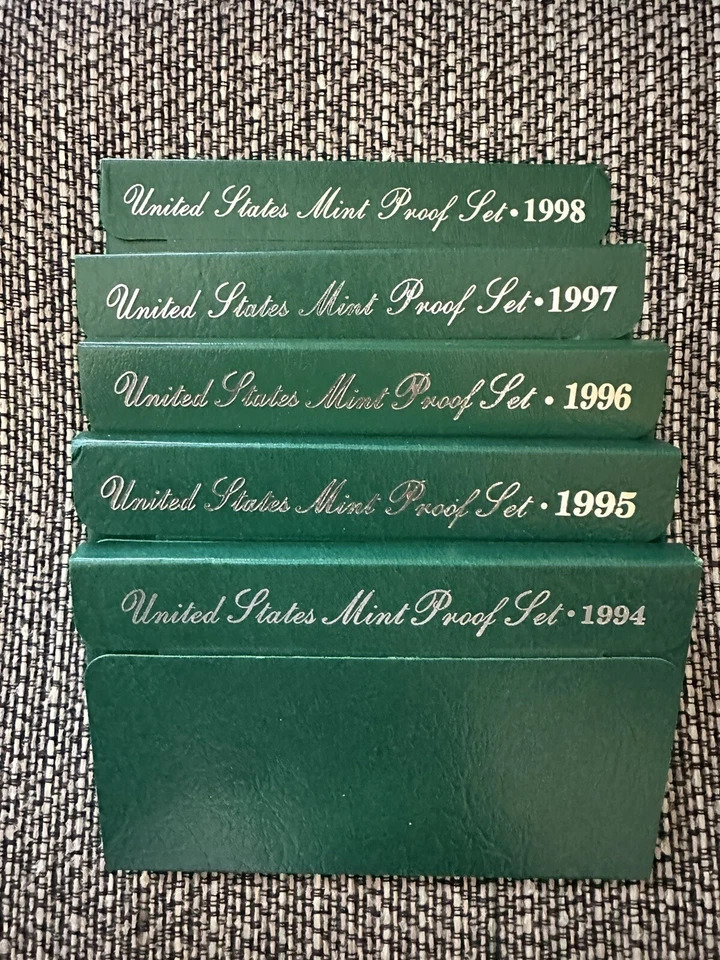 United States Mint Proof Set • 1998
United States Mint Proof Set • 1997
United States Mint Proof Set • 1996
United States Mint Proof Set • 1995
United States Mint Proof Set • 1994